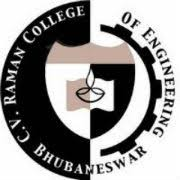 C.V. RAMAN COLLEGE
OF ENGINEERING
BHUBANESWAR